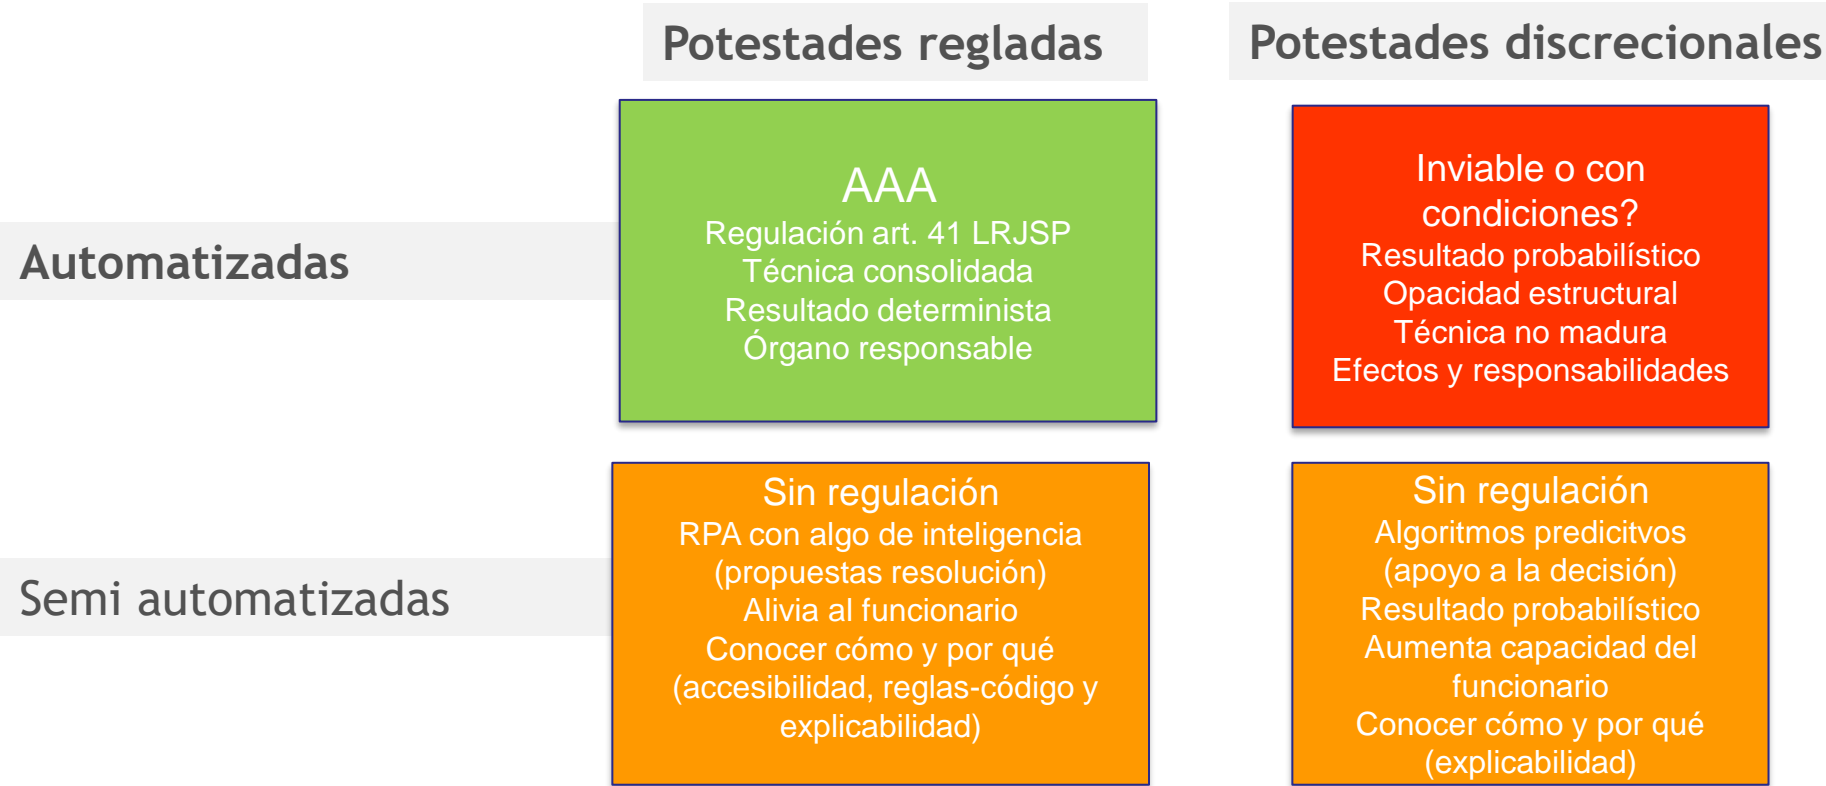 Potestades regladas
Potestades discrecionales
Automatizadas
AAA
Regulación art. 41 LRJSP
Técnica consolidada
Resultado determinista
Órgano responsable
Inviable o con
condiciones?
Resultado probabilístico
Opacidad estructural
Técnica no madura
Efectos y responsabilidades
Semi automatizadas
Sin regulación
RPA con algo de inteligencia
(propuestas resolución)
Alivia al funcionario
Conocer cómo y por qué
(accesibilidad, reglas-código y
explicabilidad)
Sin regulación
Algoritmos predicitvos
(apoyo a la decisión)
Resultado probabilístico
Aumenta capacidad del
funcionario
Conocer cómo y por qué
(explicabilidad)